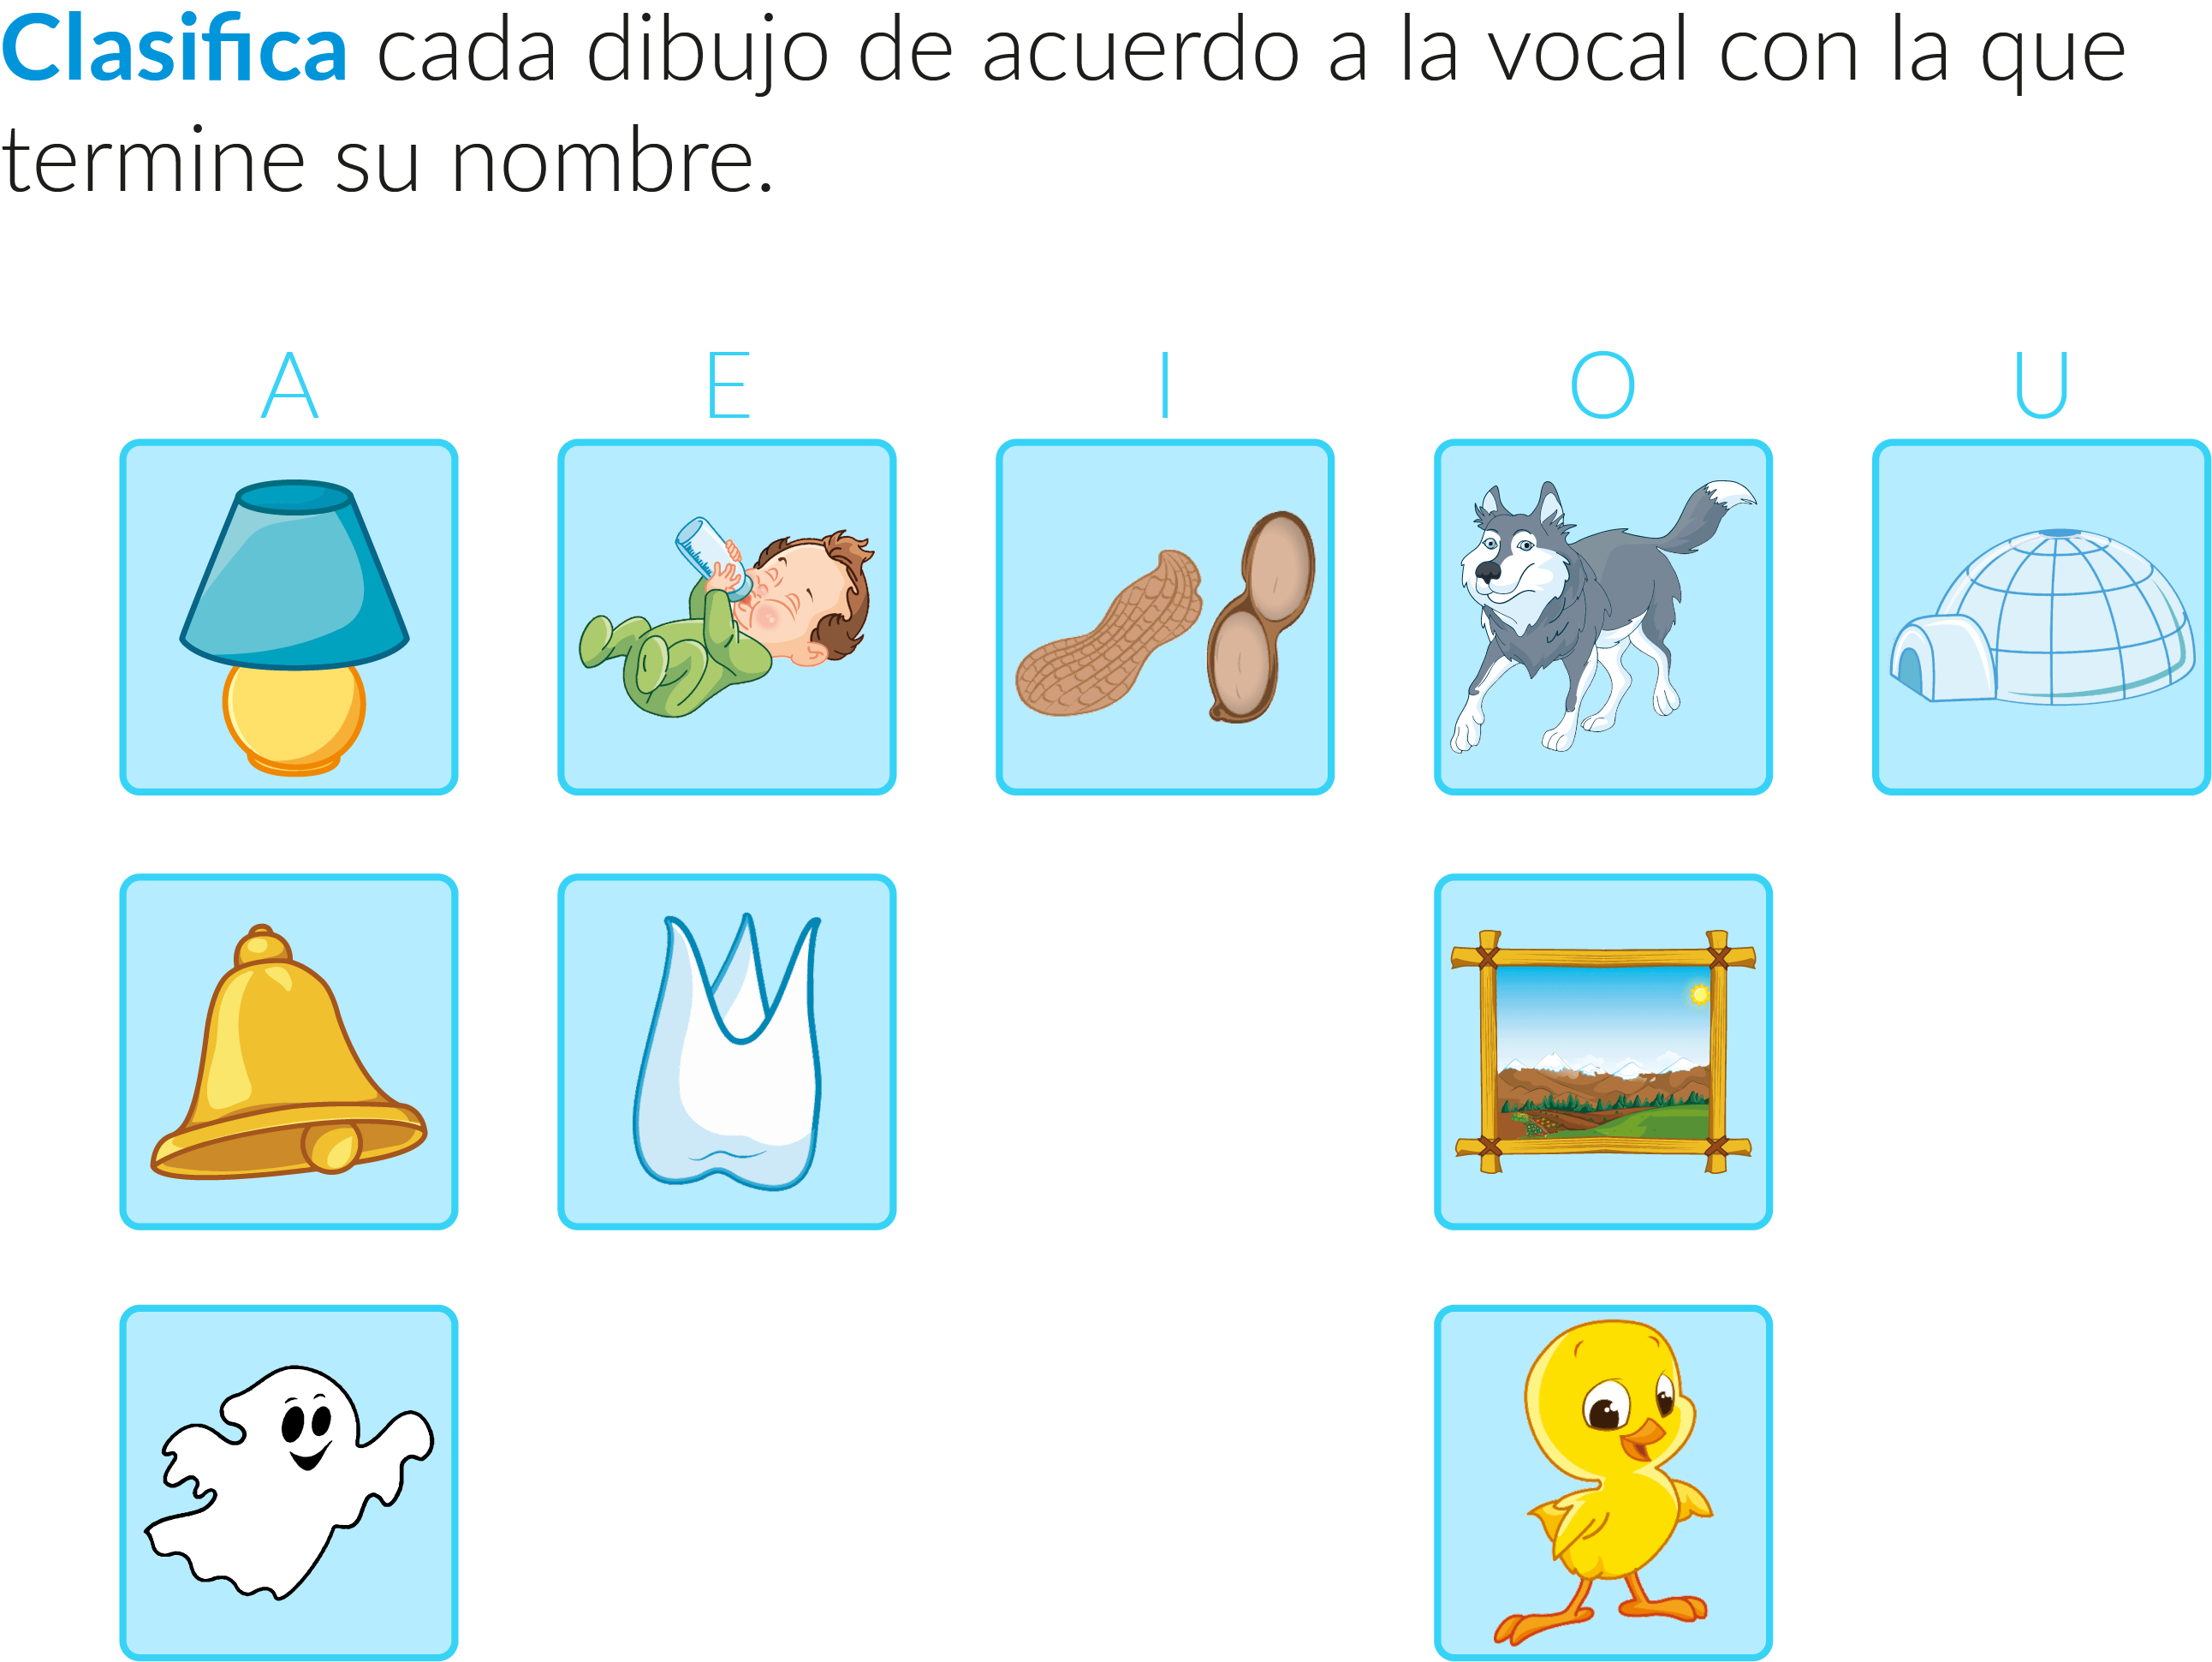 Clasifica cada dibujo de acuerdo a la vocal con la que
termine su nombre.
A E I O U